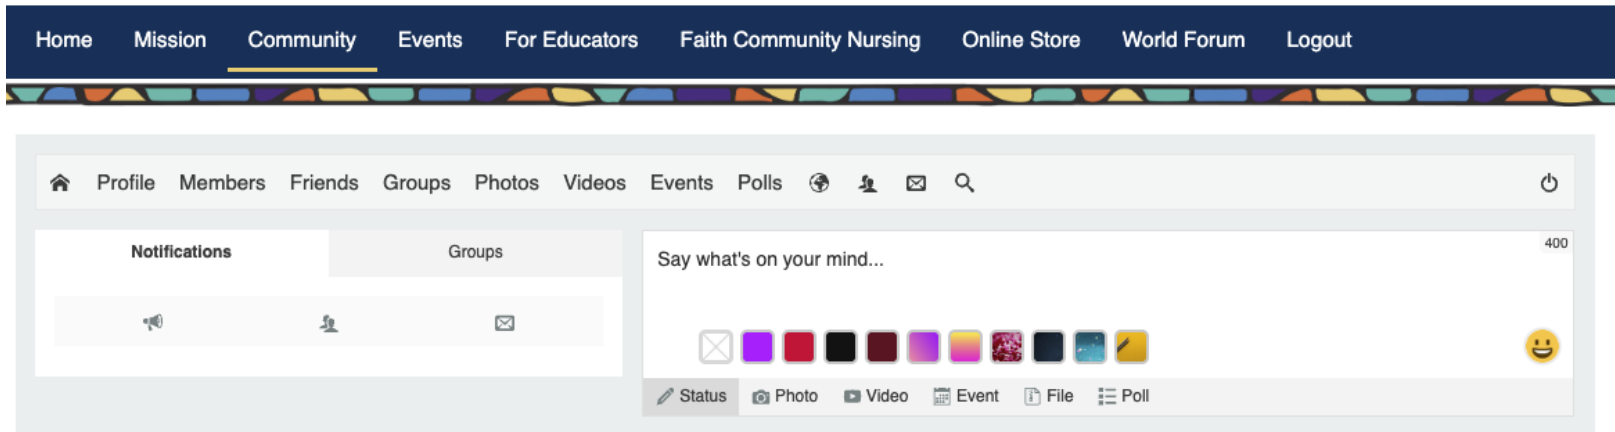 Home Mission Community Events For Educators Faith Community Nursing Online Store World Forum Logout
Profile Members Friends Groups Photos Videos Events Polls
Notifications Groups
Say what's on your mind... 400
Status Photo Video Event File Poll